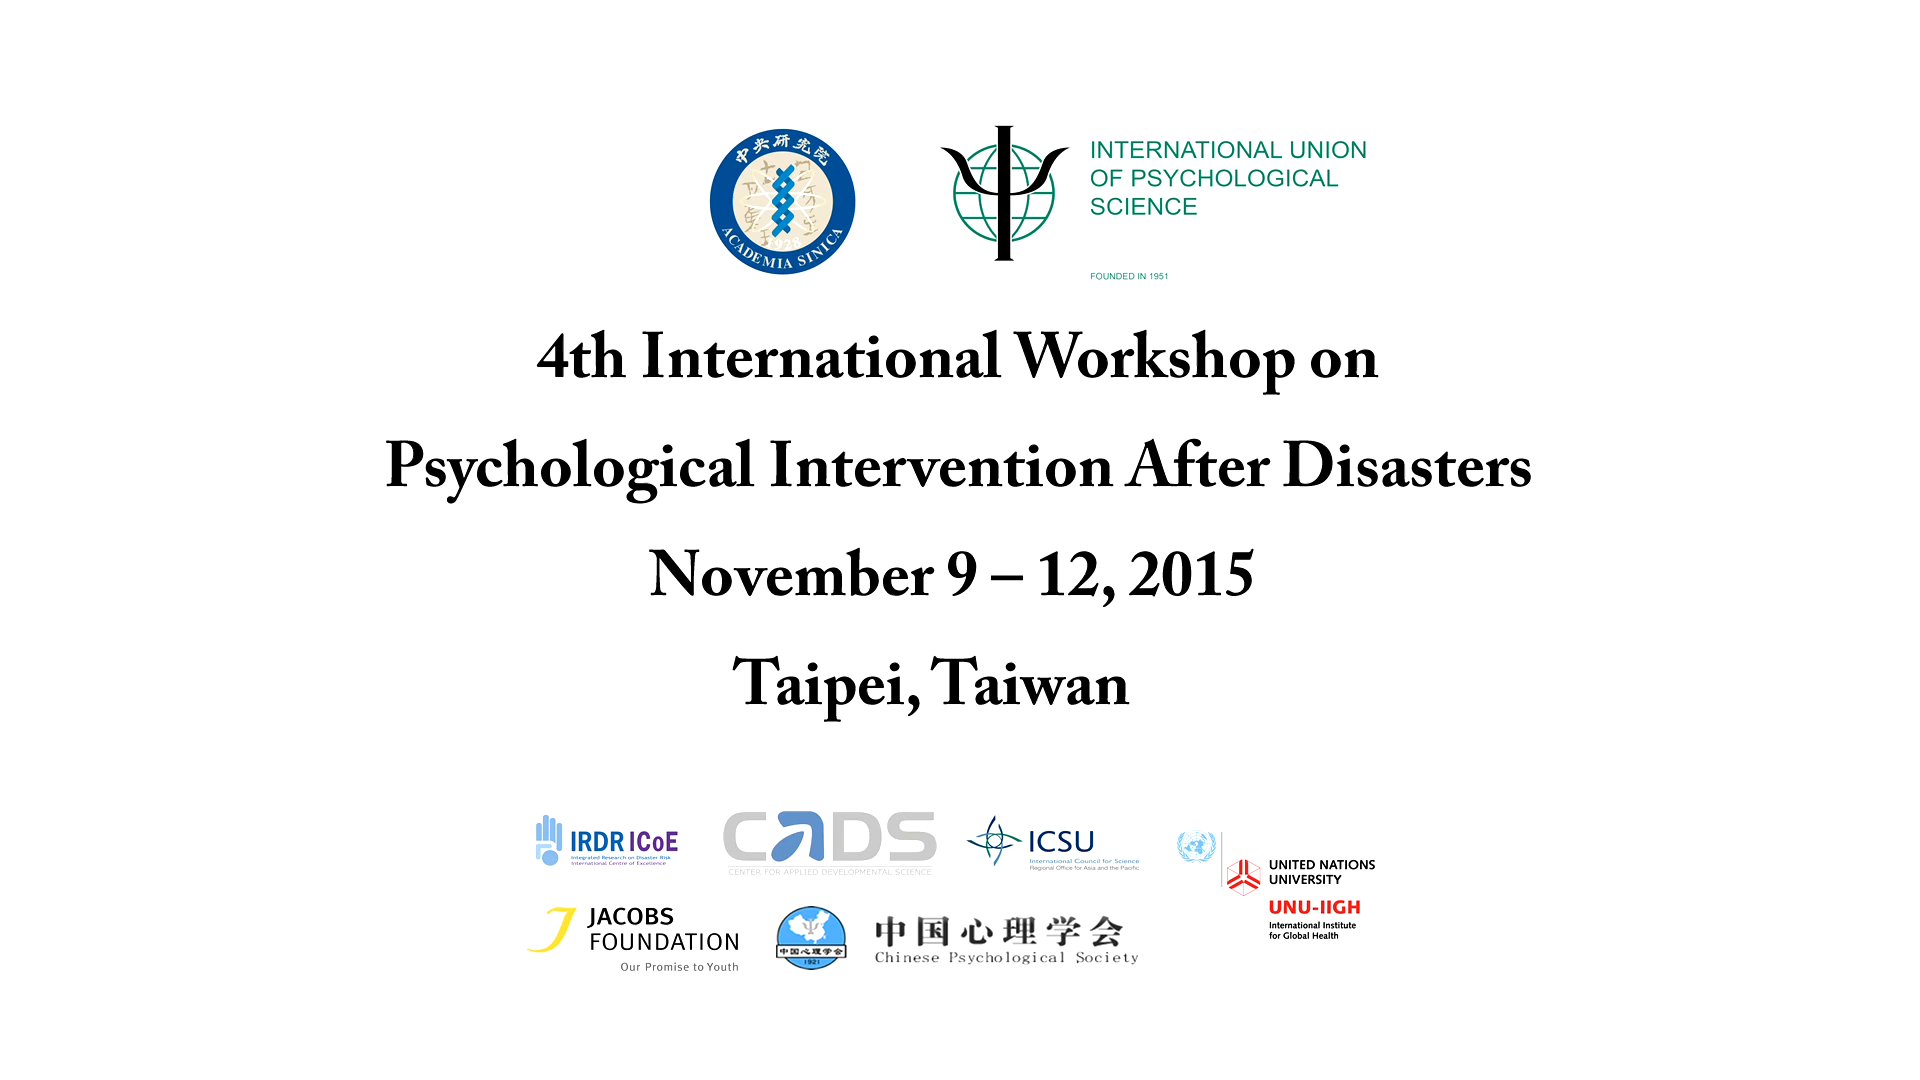 中央研究院
1928
ACADEMIA SINICA
INTERNATIONAL UNION
OF PSYCHOLOGICAL
SCIENCE
FOUNDED IN 1951
4th International Workshop on
Psychological Intervention After Disasters
November 9 – 12, 2015
Taipei, Taiwan
IRDR ICoE
Integrated Research on Disaster Risk
International Centre of Excellence
CADS
CENTER FOR APPLIED DEVELOPMENTAL SCIENCE
ICSU
International Council for Science
Regional Office for Asia and the Pacific
UNITED NATIONS
UNIVERSITY
UNU-IIGH
International Institute
for Global Health
JACOBS
FOUNDATION
Our Promise to Youth
中国心理学会
1921
中国心理学会
Chinese Psychological Society